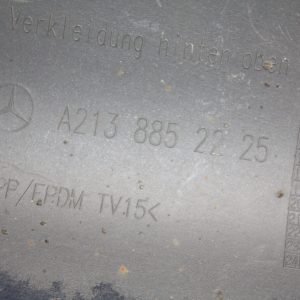 Verkleidung hinten oben
A213 885 22 25
PP/EPDM TV15<